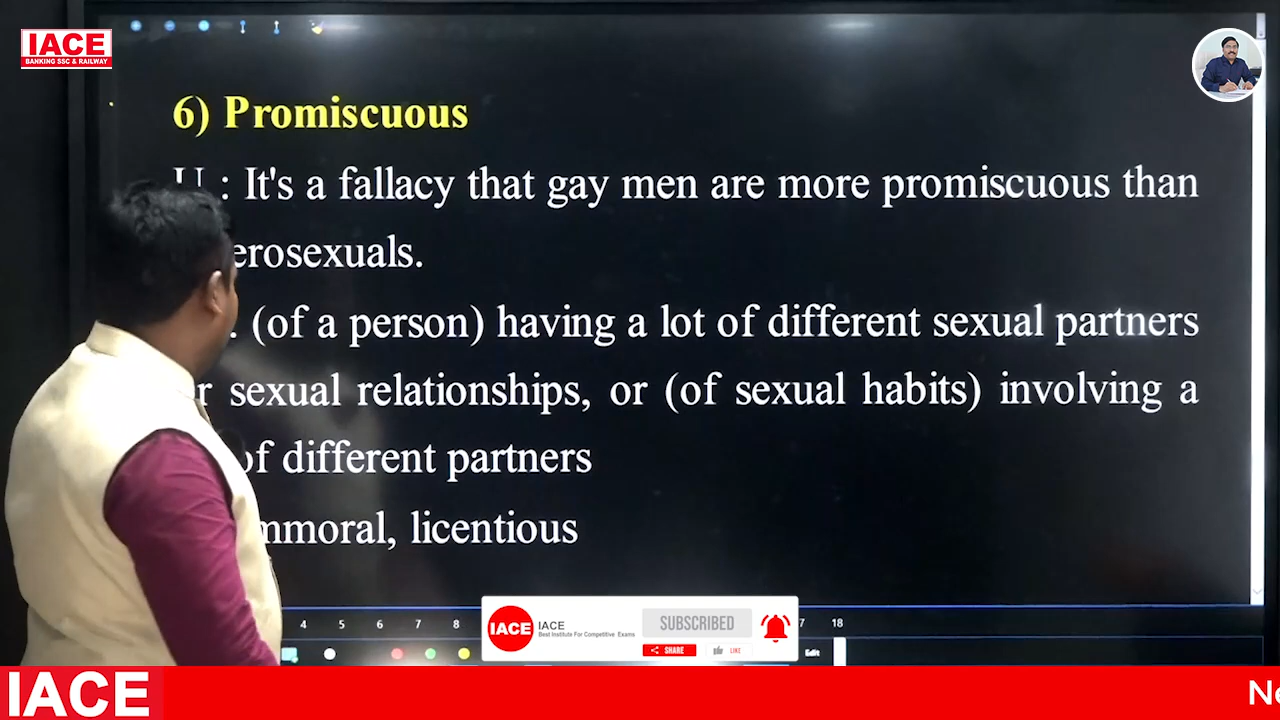 IACE
BANKING SSC & RAILWAY
6) Promiscuous
U : It's a fallacy that gay men are more promiscuous than
erosexuals.
(of a person) having a lot of different sexual partners
r sexual relationships, or (of sexual habits) involving a
of different partners
mmoral, licentious
4 5 6 7 8
7 18
IACE
IACE
Best Institute For Competitive Exams
SUBSCRIBED
SHARE
LIKE
Edit
IACE
Ne